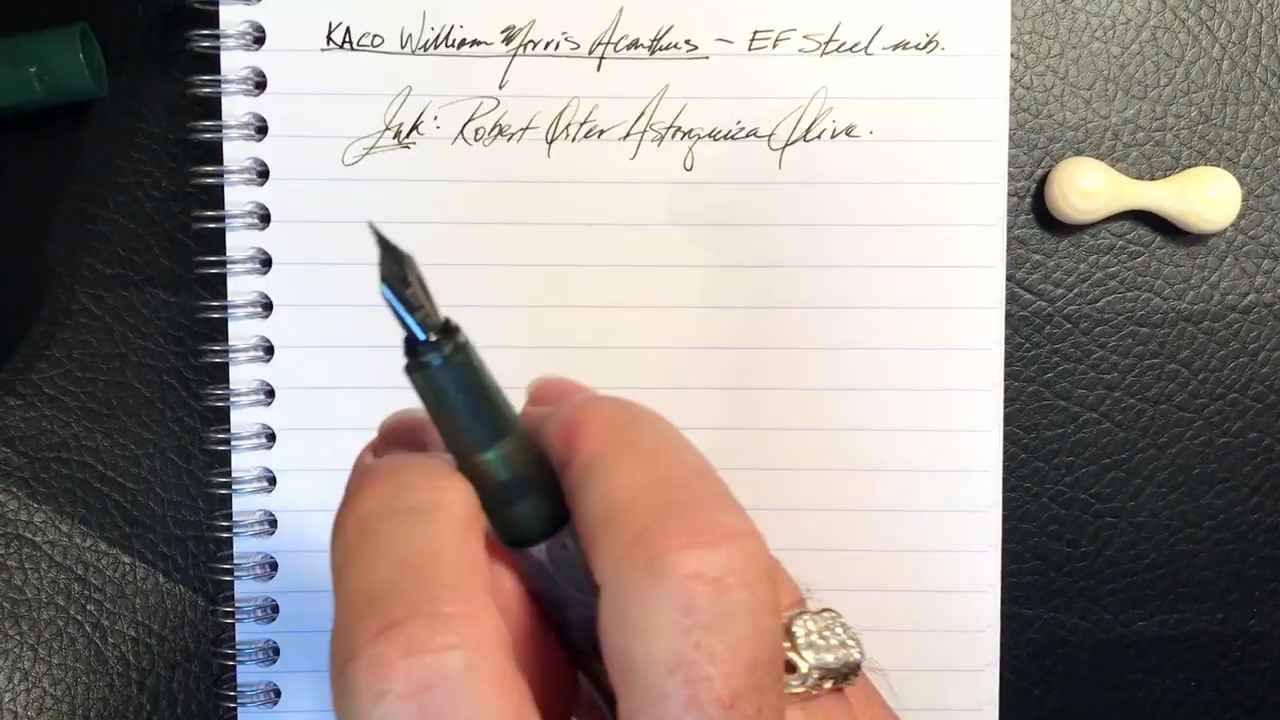 KACO William Morris Acanthus - EF Steel nib.
Ink: Robert Oster Astorquiza Olive.